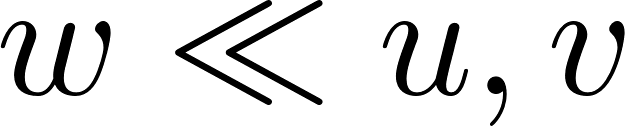 w ≪ u, v